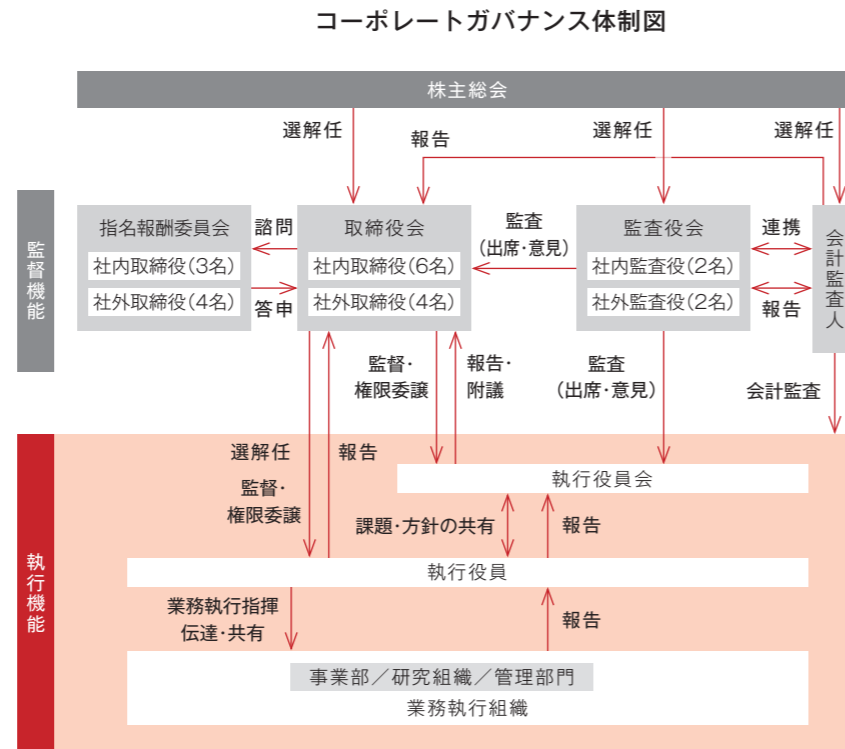 コーポレートガバナンス体制図
株主総会
選解任
報告
選解任
選解任
監督機能
指名報酬委員会
社内取締役(3名)
社外取締役(4名)
諮問
答申
取締役会
社内取締役(6名)
社外取締役(4名)
監査
(出席・意見)
監査役会
社内監査役(2名)
社外監査役(2名)
連携
報告
会計監査人
監督・
権限委譲
報告・
附議
監査
(出席・意見)
会計監査
執行機能
選解任
監督・
権限委譲
報告
執行役員会
課題・方針の共有
報告
執行役員
業務執行指揮
伝達・共有
報告
事業部／研究組織／管理部門
業務執行組織